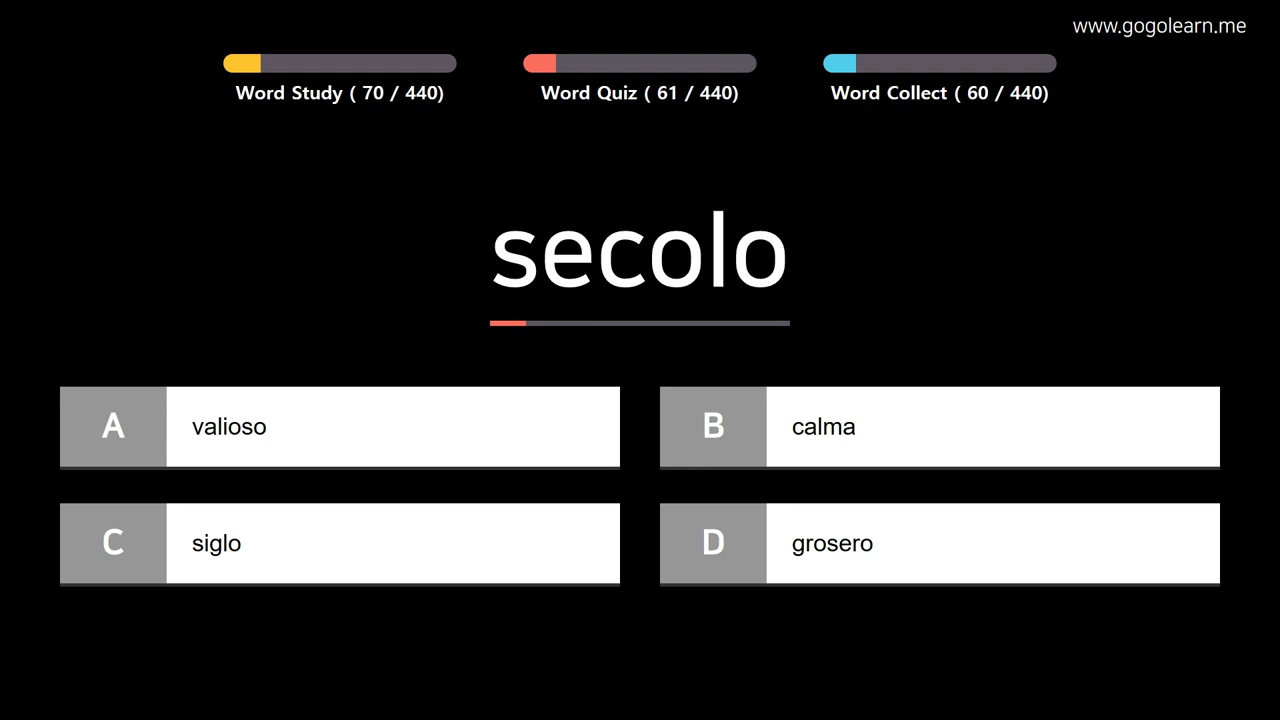 www.gogolearn.me
Word Study ( 70 / 440)
Word Quiz ( 61 / 440)
Word Collect ( 60 / 440)
secolo
A valioso
B calma
C siglo
D grosero